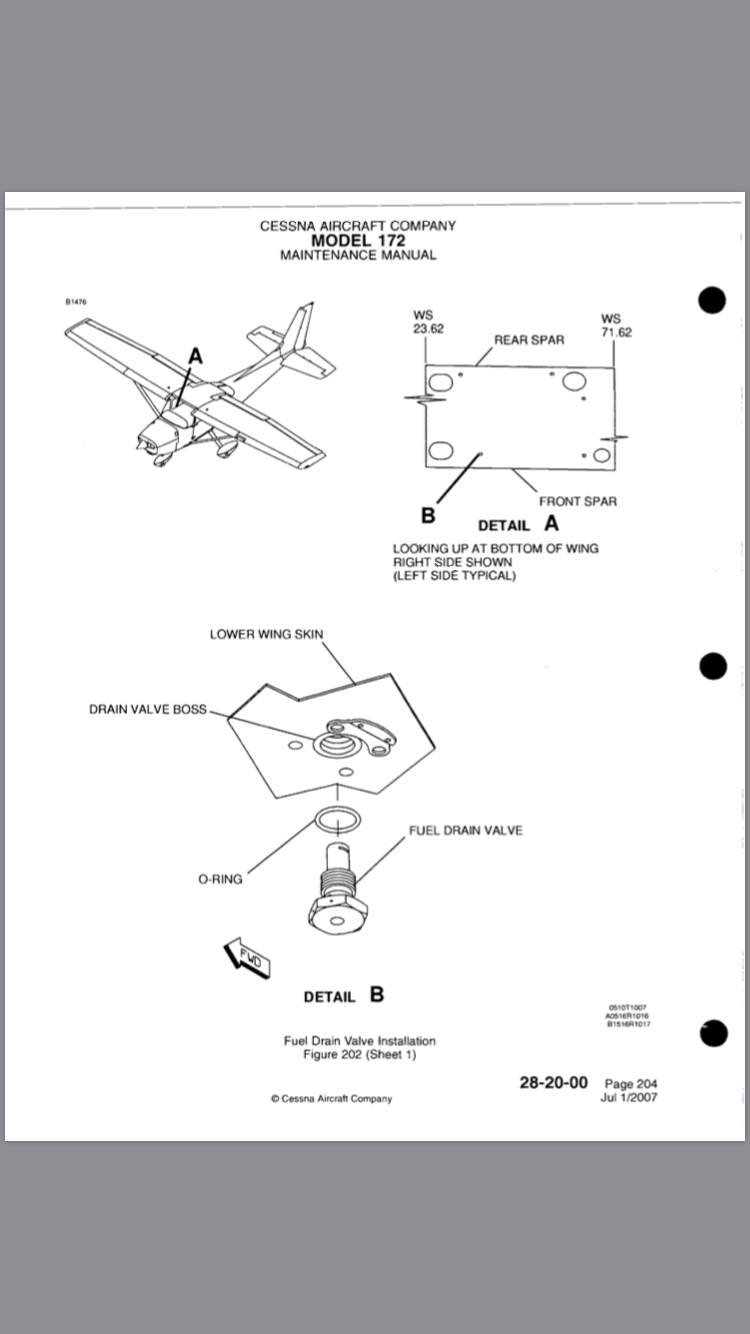 CESSNA AIRCRAFT COMPANY
MODEL 172
MAINTENANCE MANUAL
B1476
A
WS
23.62
WS
71.62
REAR SPAR
FRONT SPAR
B
DETAIL A
LOOKING UP AT BOTTOM OF WING
RIGHT SIDE SHOWN
(LEFT SIDE TYPICAL)
LOWER WING SKIN
DRAIN VALVE BOSS
FUEL DRAIN VALVE
O-RING
FWD
DETAIL B
0510T1007
A0516R1016
B1516R1017
Fuel Drain Valve Installation
Figure 202 (Sheet 1)
28-20-00 Page 204
Jul 1/2007
© Cessna Aircraft Company